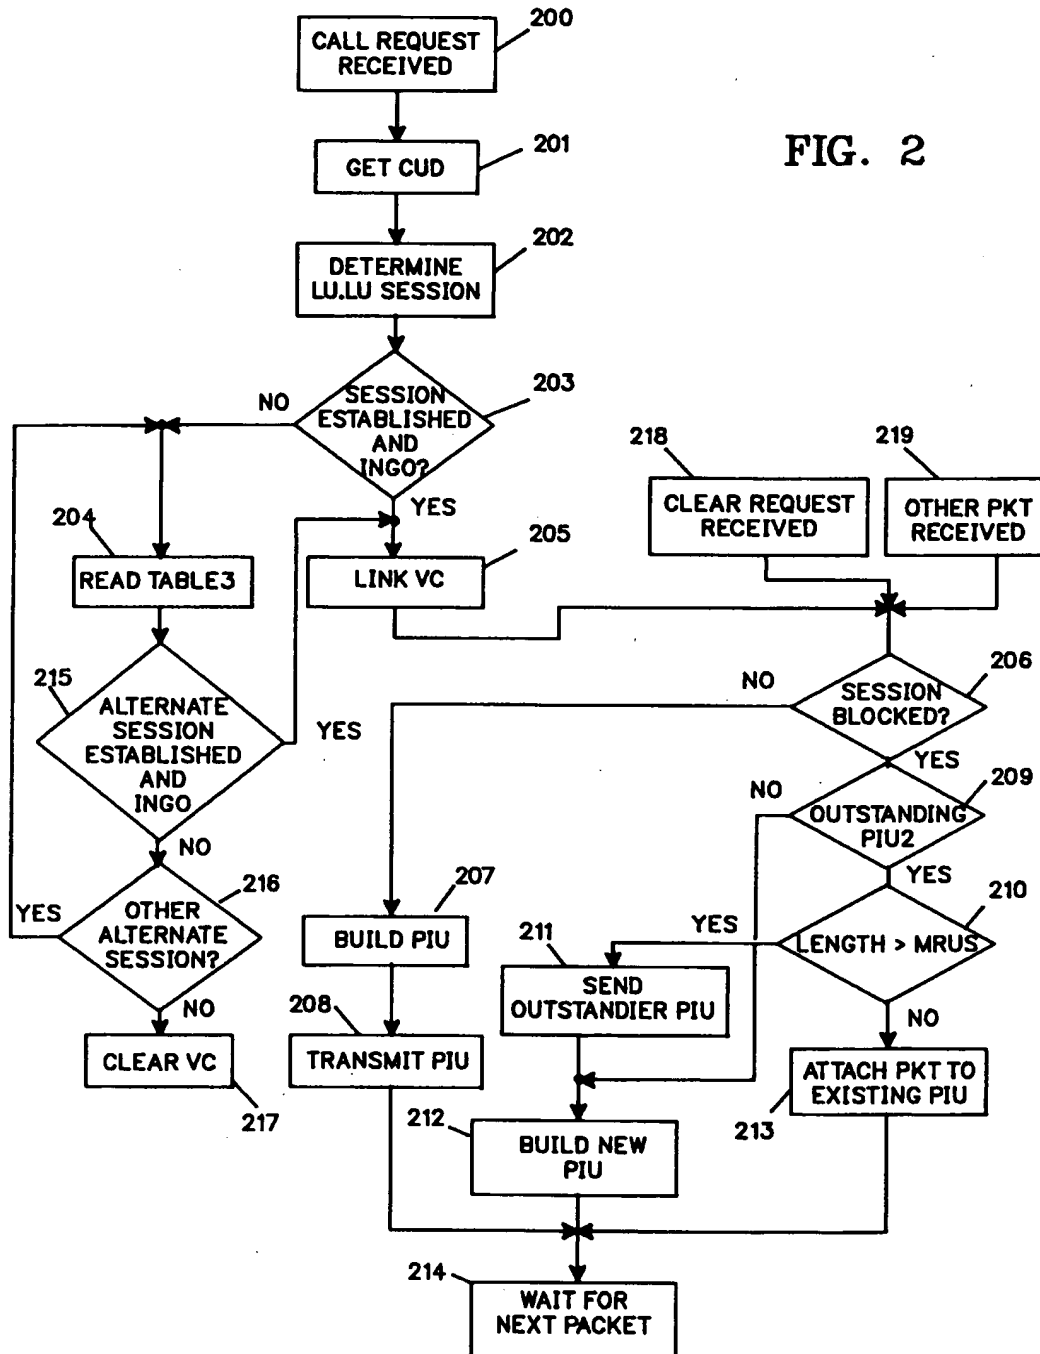 200
CALL REQUEST
RECEIVED
201
GET CUD
FIG. 2
202
DETERMINE
LU.LU SESSION
203
NO
SESSION
ESTABLISHED
AND
INGO?
YES
218
CLEAR REQUEST
RECEIVED
219
OTHER PKT
RECEIVED
204
READ TABLE3
205
LINK VC
215
ALTERNATE
SESSION
ESTABLISHED
AND
INGO
YES
NO
206
NO
SESSION
BLOCKED?
YES
209
NO
OUTSTANDING
PIU2
YES
216
YES
OTHER
ALTERNATE
SESSION?
NO
207
BUILD PIU
210
YES
LENGTH > MRUS
NO
211
SEND
OUTSTANDIER PIU
208
TRANSMIT PIU
CLEAR VC
217
ATTACH PKT TO
EXISTING PIU
213
212
BUILD NEW
PIU
214
WAIT FOR
NEXT PACKET